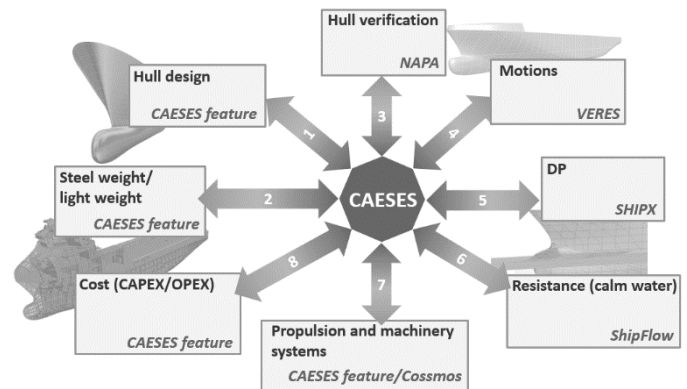 Hull verification
NAPA
Hull design
CAESES feature
Motions
VERES
1
3
4
Steel weight/
light weight
CAESES feature
2
CAESES
5
DP
SHIPX
8
7
6
Cost (CAPEX/OPEX)
CAESES feature
Propulsion and machinery
systems
CAESES feature/Cossmos
Resistance (calm water)
ShipFlow